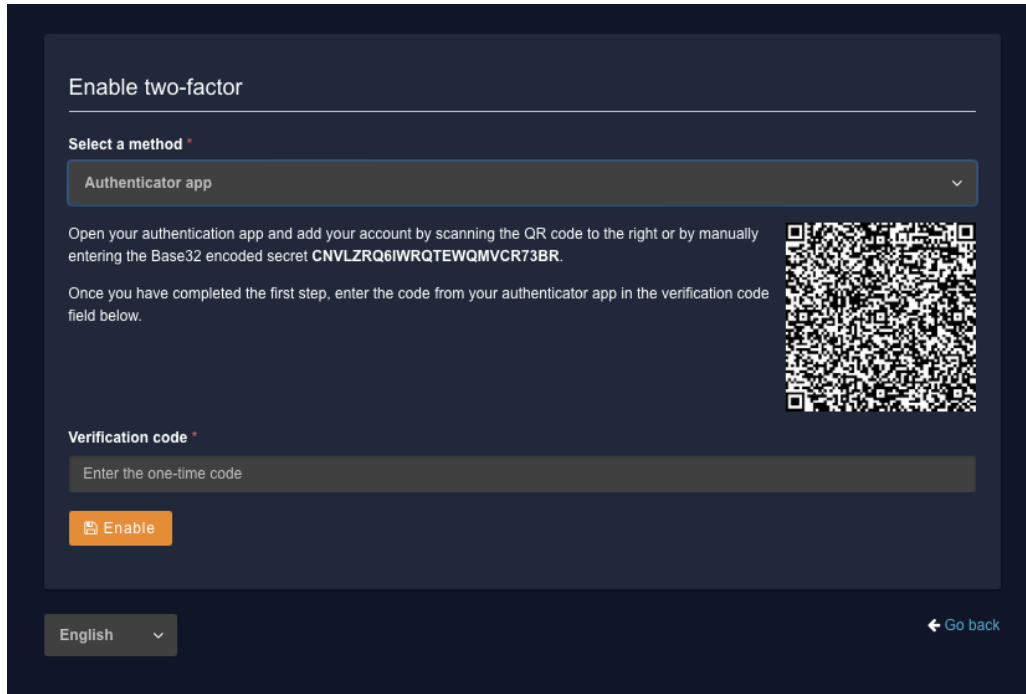 Enable two-factor
Select a method *
Authenticator app
Open your authentication app and add your account by scanning the QR code to the right or by manually
entering the Base32 encoded secret CNVLZRQ6IWRQTEWQMVCR73BR.
Once you have completed the first step, enter the code from your authenticator app in the verification code
field below.
Verification code *
Enter the one-time code
Enable
English
Go back